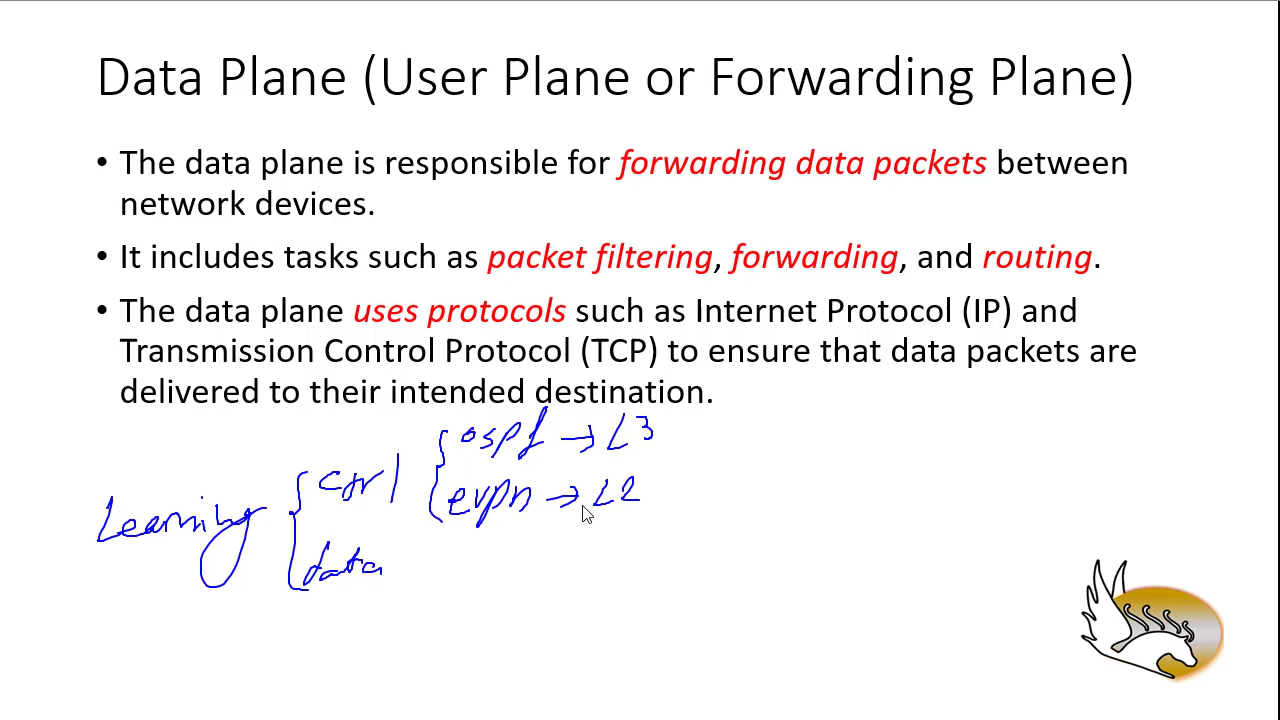 Data Plane (User Plane or Forwarding Plane)
• The data plane is responsible for forwarding data packets between
network devices.
• It includes tasks such as packet filtering, forwarding, and routing.
• The data plane uses protocols such as Internet Protocol (IP) and
Transmission Control Protocol (TCP) to ensure that data packets are
delivered to their intended destination.
Learning { ctrl { ospf → L3
evpn → L2
data